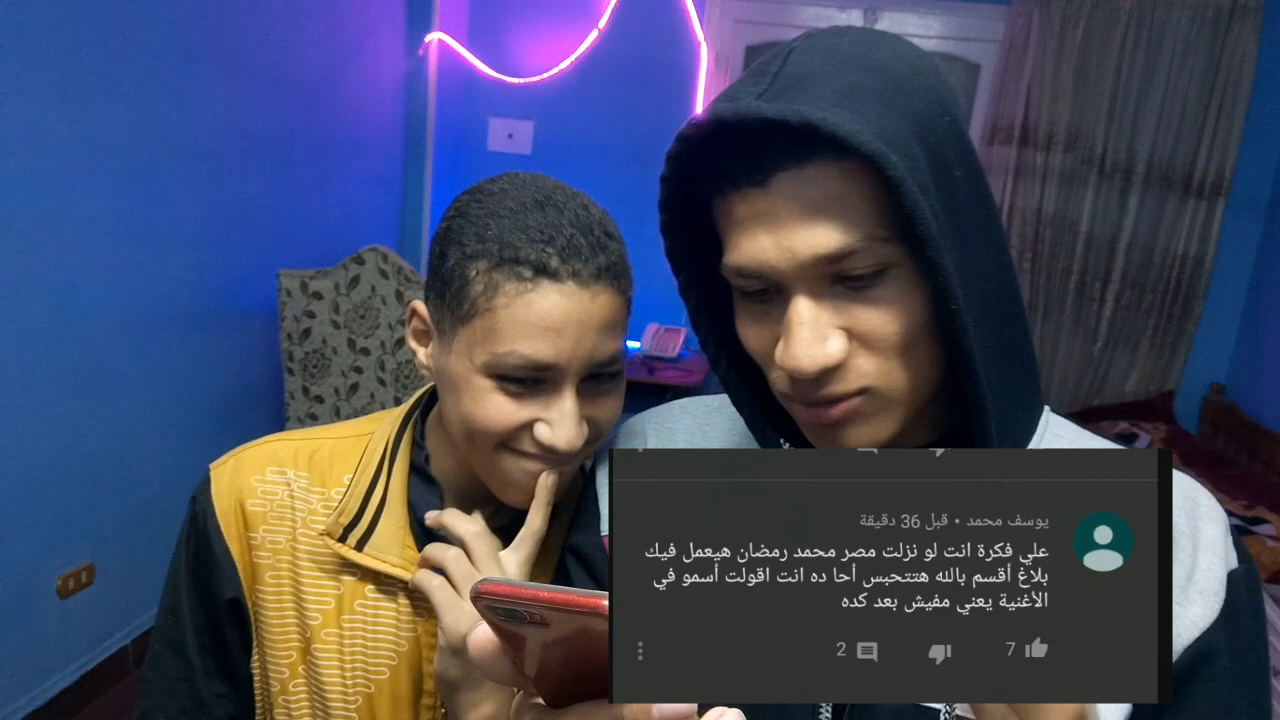 يوسف محمد • قبل 36 دقيقة
علي فكرة انت لو نزلت مصر محمد رمضان هيعمل فيك
بلاغ أقسم بالله هتتحبس أحا ده انت اقولت أسمو في
الأغنية يعني مفيش بعد كده
7 2